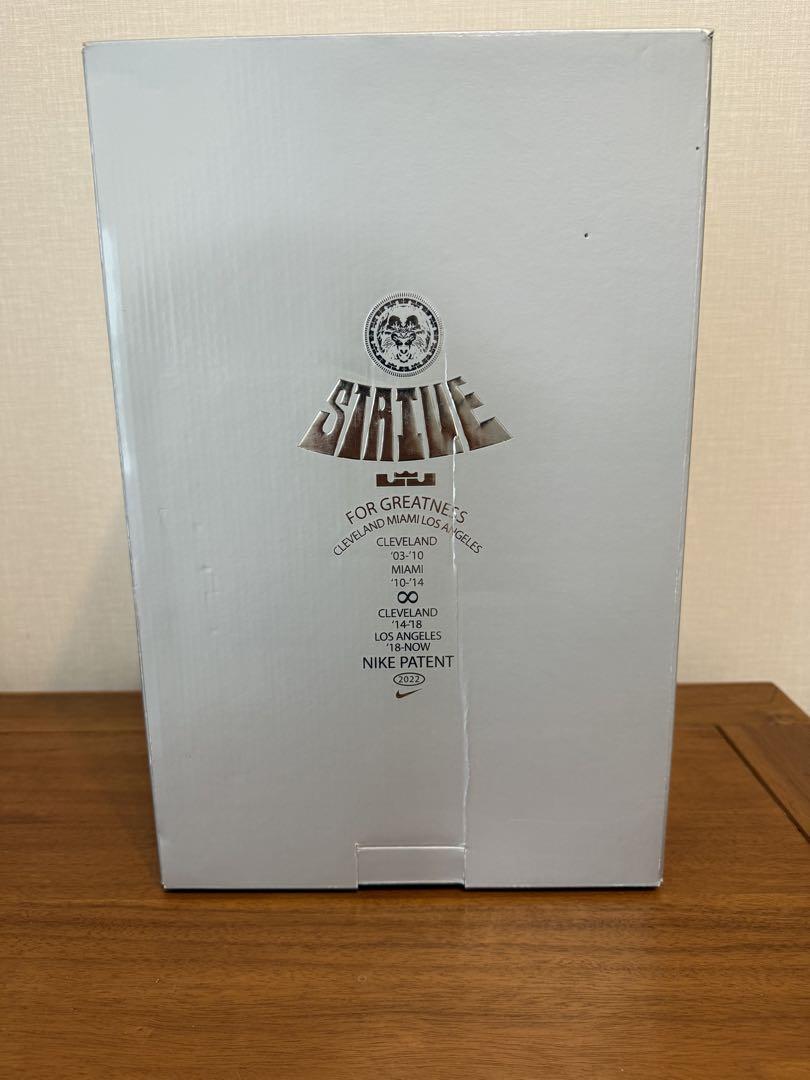 STRIVE
FOR GREATNESS
CLEVELAND MIAMI LOS ANGELES
CLEVELAND
'03-'10
MIAMI
'10-'14
∞
CLEVELAND
'14-'18
LOS ANGELES
'18-NOW
NIKE PATENT
2022